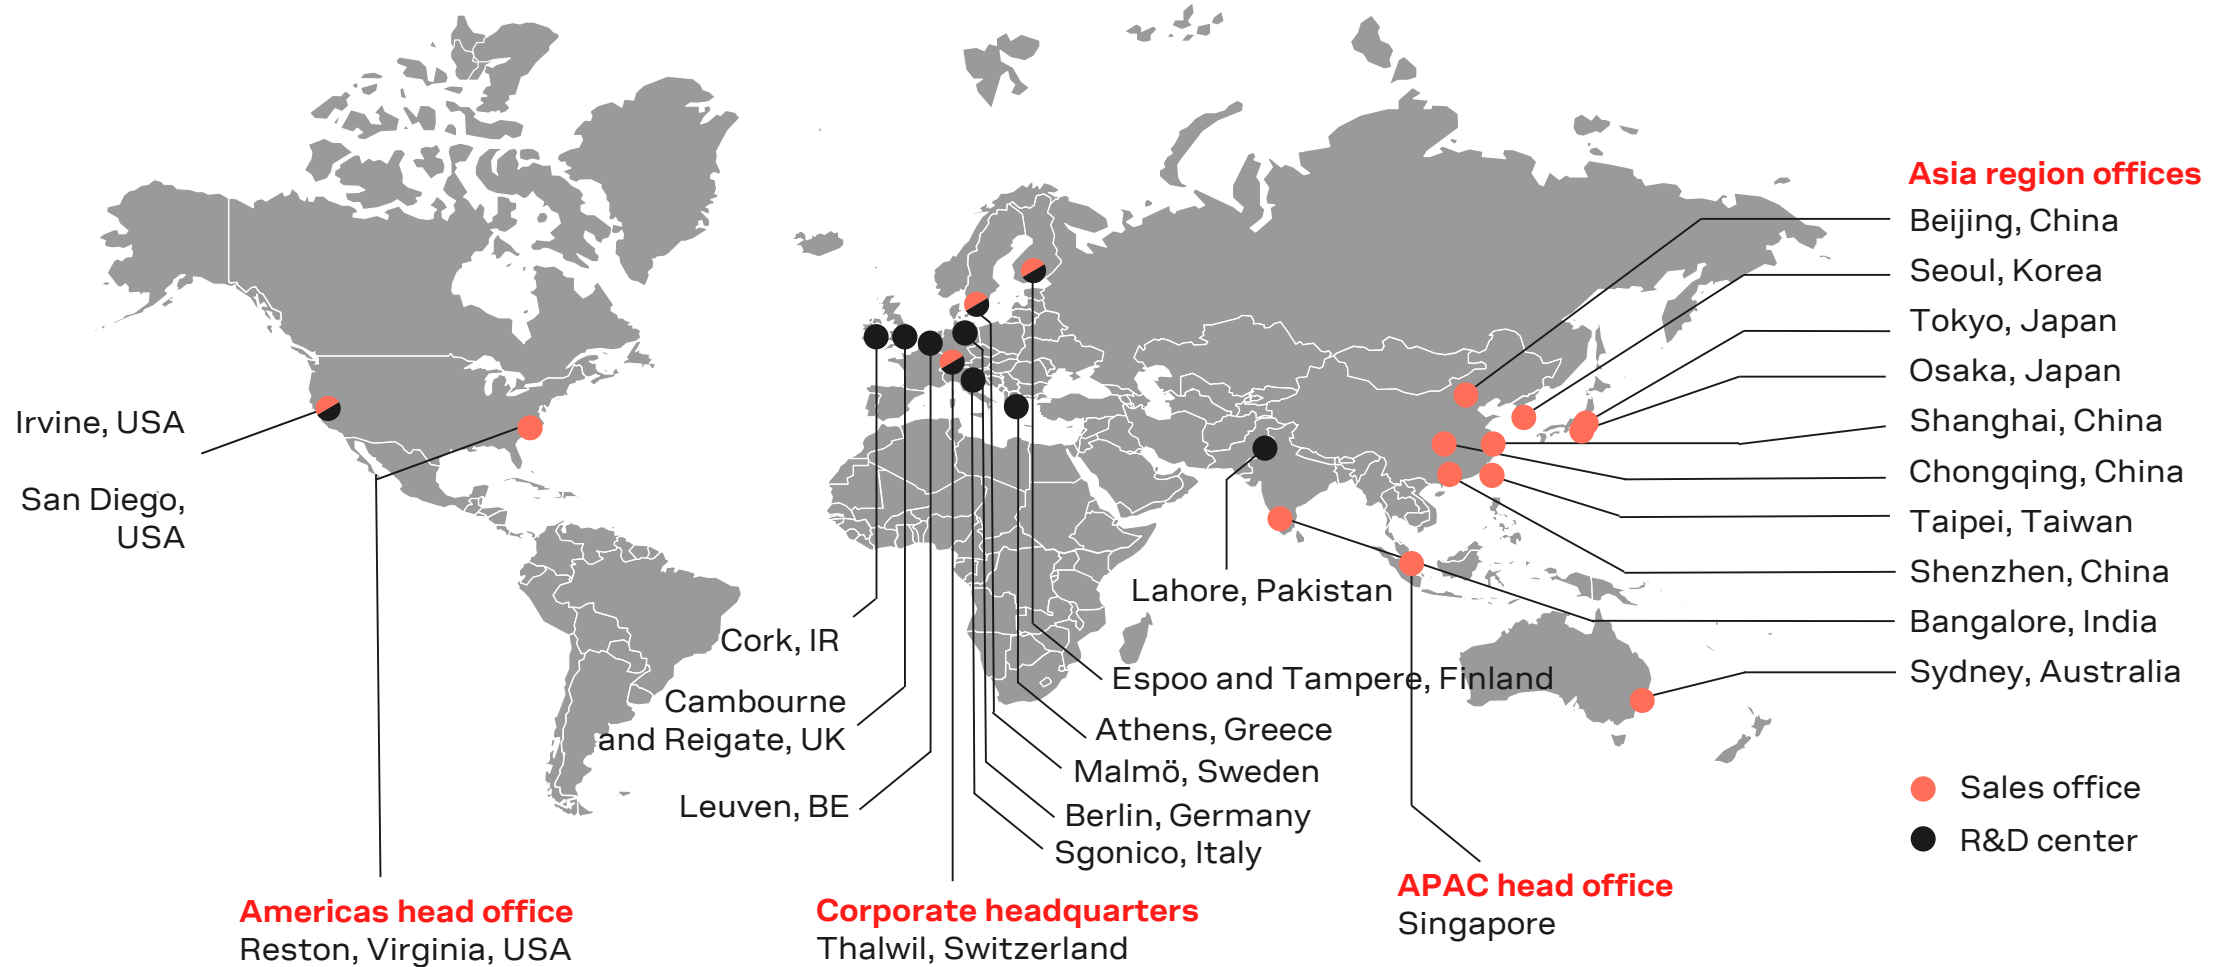 Irvine, USA
San Diego,
USA
Americas head office
Reston, Virginia, USA
Cork, IR
Cambourne
and Reigate, UK
Leuven, BE
Corporate headquarters
Thalwil, Switzerland
Lahore, Pakistan
Espoo and Tampere, Finland
Athens, Greece
Malmö, Sweden
Berlin, Germany
Sgonico, Italy
APAC head office
Singapore
Asia region offices
Beijing, China
Seoul, Korea
Tokyo, Japan
Osaka, Japan
Shanghai, China
Chongqing, China
Taipei, Taiwan
Shenzhen, China
Bangalore, India
Sydney, Australia
Sales office
R&D center